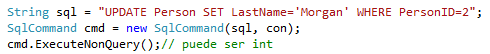 String sql = "UPDATE Person SET LastName='Morgan' WHERE PersonID=2";
SqlCommand cmd = new SqlCommand(sql, con);
cmd.ExecuteNonQuery();// puede ser int